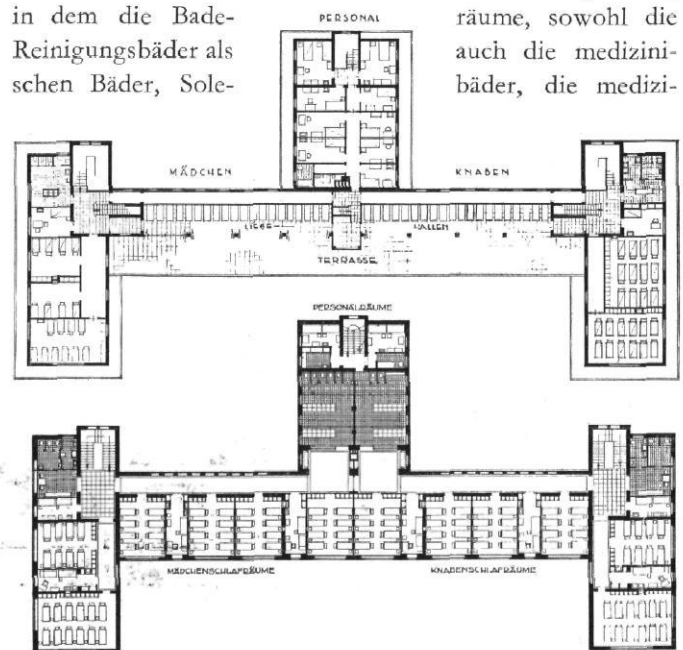 in dem die Bade-
Reinigungsbäder als
schen Bäder, Sole-
räume, sowohl die
auch die medizini-
bäder, die medizi-
PERSONAL
MÄDCHEN
KNABEN
LIEGE-
HALLEN
TERRASSE
PERSONALRÄUME
MÄDCHENSCHLAFRÄUME
KNABENSCHLAFRÄUME